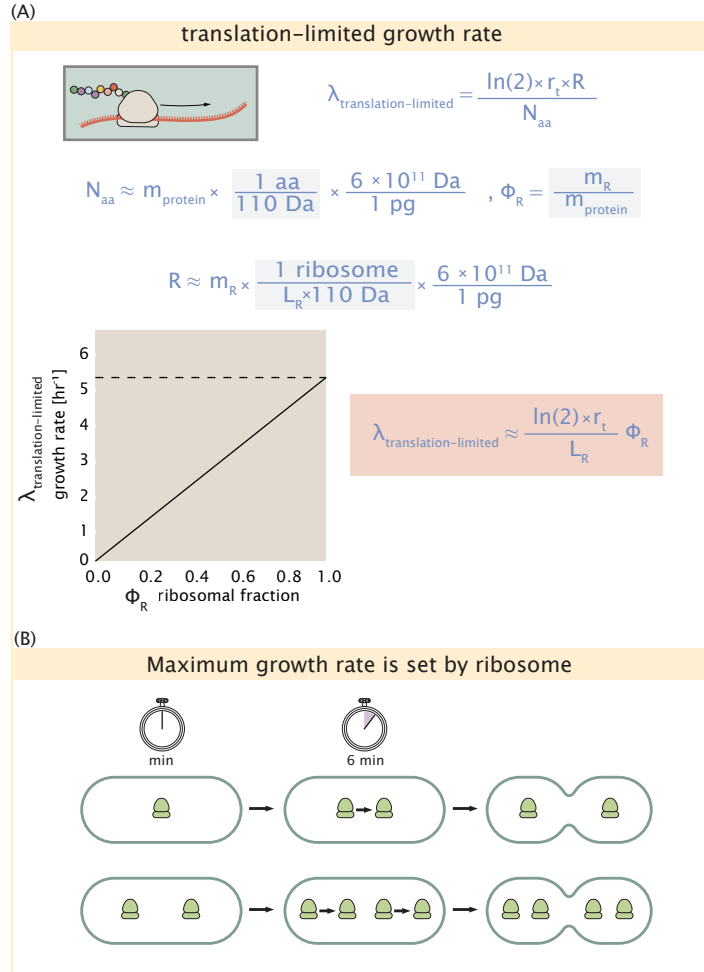 (A)
translation-limited growth rate
λtranslation-limited = ln(2)×rt×R / Naa
Naa ≈ mprotein × 1 aa / 110 Da × 6 ×10¹¹ Da / 1 pg , ΦR = mR / mprotein
R ≈ mR × 1 ribosome / LR×110 Da × 6 ×10¹¹ Da / 1 pg
λtranslation-limited
growth rate [hr⁻¹]
6
5
4
3
2
1
0
0.0 0.2 0.4 0.6 0.8 1.0
ΦR ribosomal fraction
λtranslation-limited ≈ ln(2)×rt / LR ΦR
(B)
Maximum growth rate is set by ribosome
min
6 min